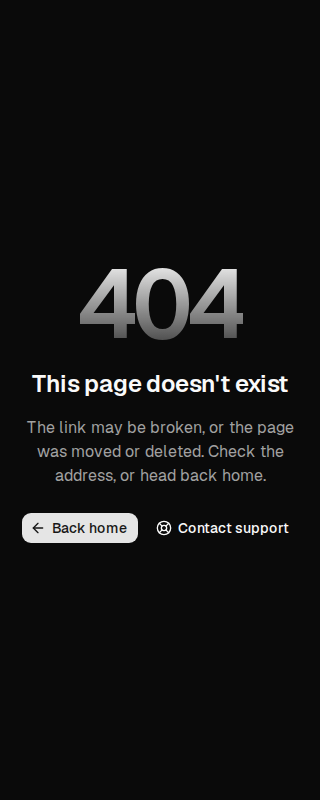 404
This page doesn't exist
The link may be broken, or the page
was moved or deleted. Check the
address, or head back home.
Back home
Contact support